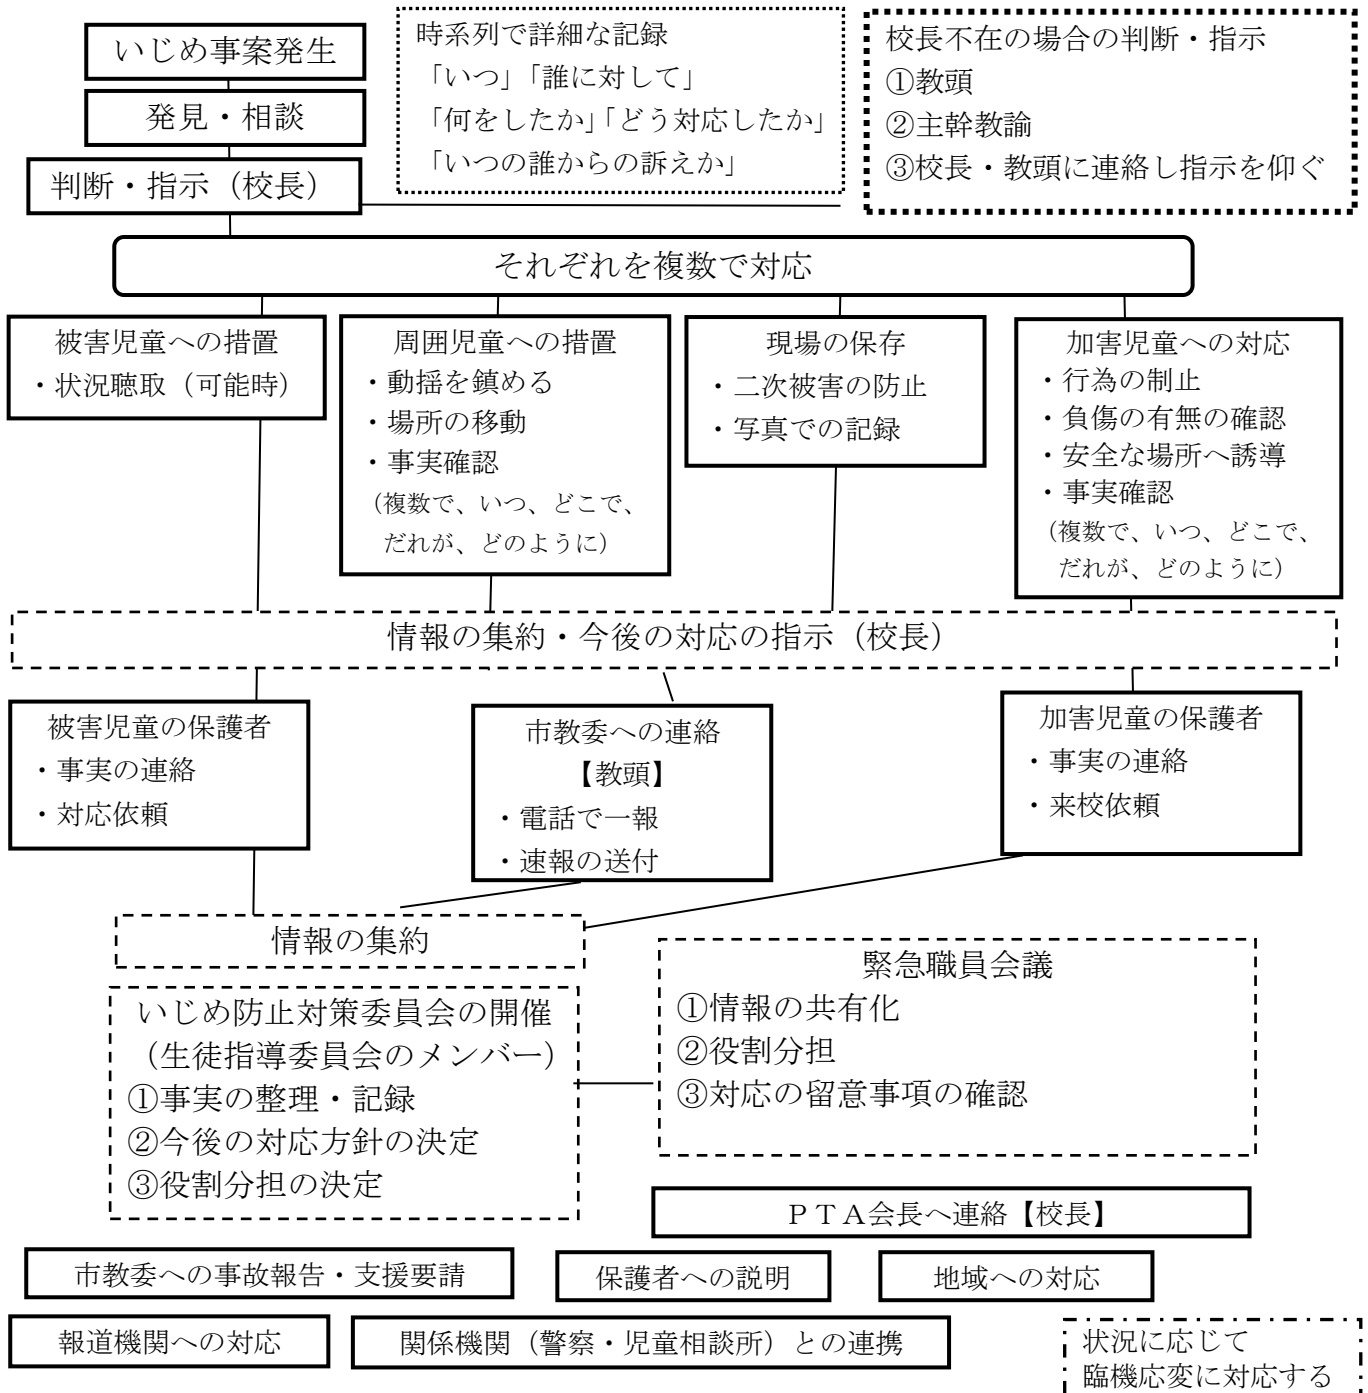 いじめ事案発生
発見・相談
判断・指示（校長）
時系列で詳細な記録
「いつ」「誰に対して」
「何をしたか」「どう対応したか」
「いつの誰からの訴えか」
校長不在の場合の判断・指示
①教頭
②主幹教諭
③校長・教頭に連絡し指示を仰ぐ
それぞれを複数で対応
被害児童への措置
・状況聴取（可能時）
周囲児童への措置
・動揺を鎮める
・場所の移動
・事実確認
（複数で、いつ、どこで、
だれが、どのように）
現場の保存
・二次被害の防止
・写真での記録
加害児童への対応
・行為の制止
・負傷の有無の確認
・安全な場所へ誘導
・事実確認
（複数で、いつ、どこで、
だれが、どのように）
情報の集約・今後の対応の指示（校長）
被害児童の保護者
・事実の連絡
・対応依頼
市教委への連絡
【教頭】
・電話で一報
・速報の送付
加害児童の保護者
・事実の連絡
・来校依頼
情報の集約
いじめ防止対策委員会の開催
（生徒指導委員会のメンバー）
①事実の整理・記録
②今後の対応方針の決定
③役割分担の決定
緊急職員会議
①情報の共有化
②役割分担
③対応の留意事項の確認
ＰＴＡ会長へ連絡【校長】
市教委への事故報告・支援要請
保護者への説明
地域への対応
報道機関への対応
関係機関（警察・児童相談所）との連携
状況に応じて
臨機応変に対応する